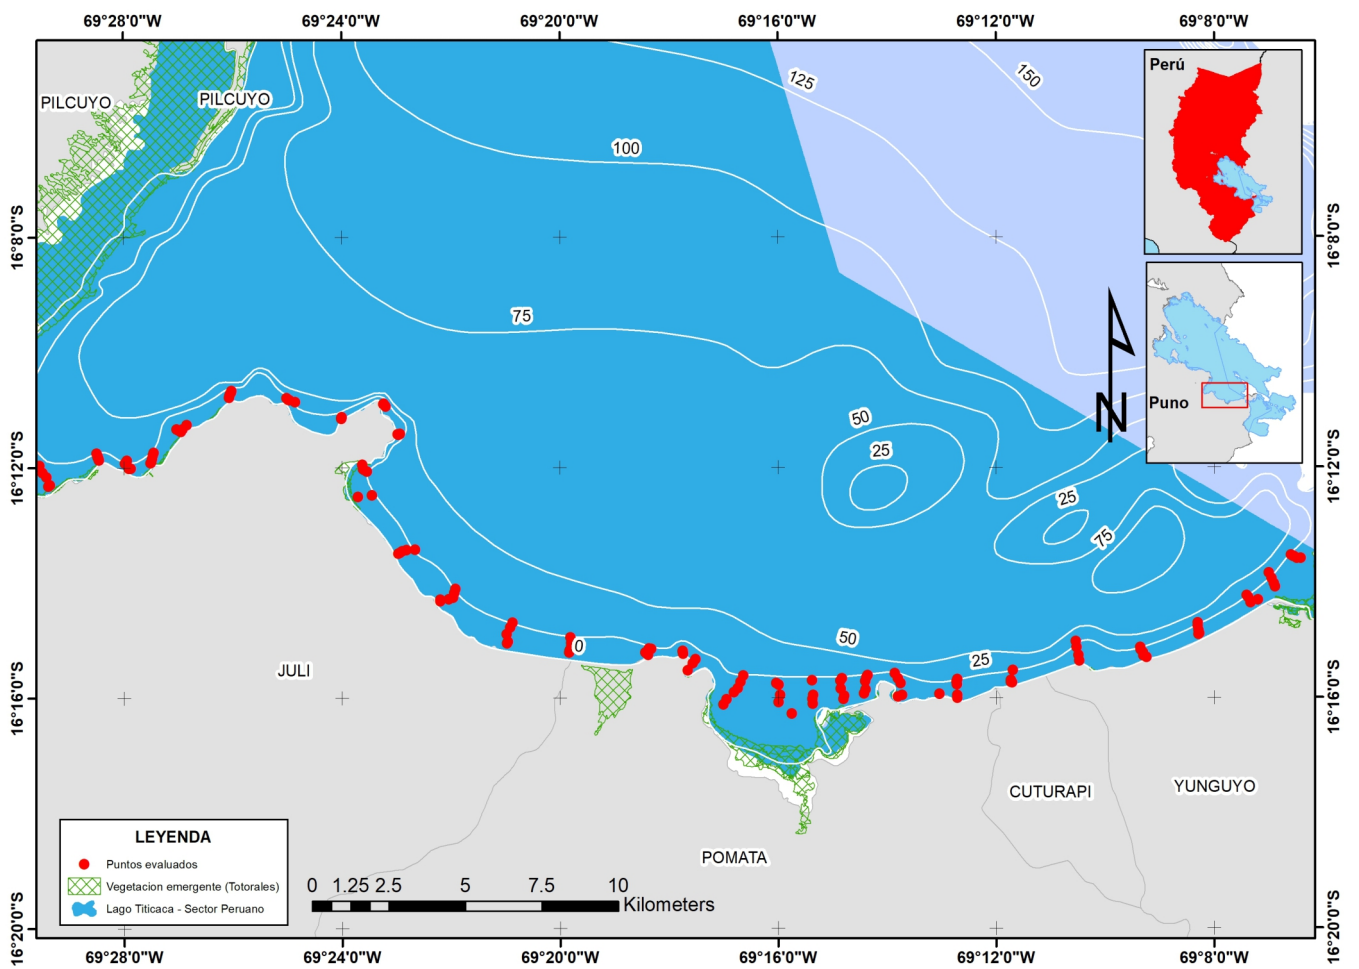 69°28'0"W 69°24'0"W 69°20'0"W 69°16'0"W 69°12'0"W 69°8'0"W
Perú
125
150
PILCUYO
PILCUYO
100
16°8'0"S
16°8'0"S
75
Puno
N
50
25
16°12'0"S
16°12'0"S
25
75
0
50
25
JULI
16°16'0"S
16°16'0"S
CUTURAPI
YUNGUYO
POMATA
LEYENDA
Puntos evaluados
Vegetacion emergente (Totorales)
Lago Titicaca - Sector Peruano
0 1.25 2.5 5 7.5 10
Kilometers
16°20'0"S
16°20'0"S
69°28'0"W 69°24'0"W 69°20'0"W 69°16'0"W 69°12'0"W 69°8'0"W